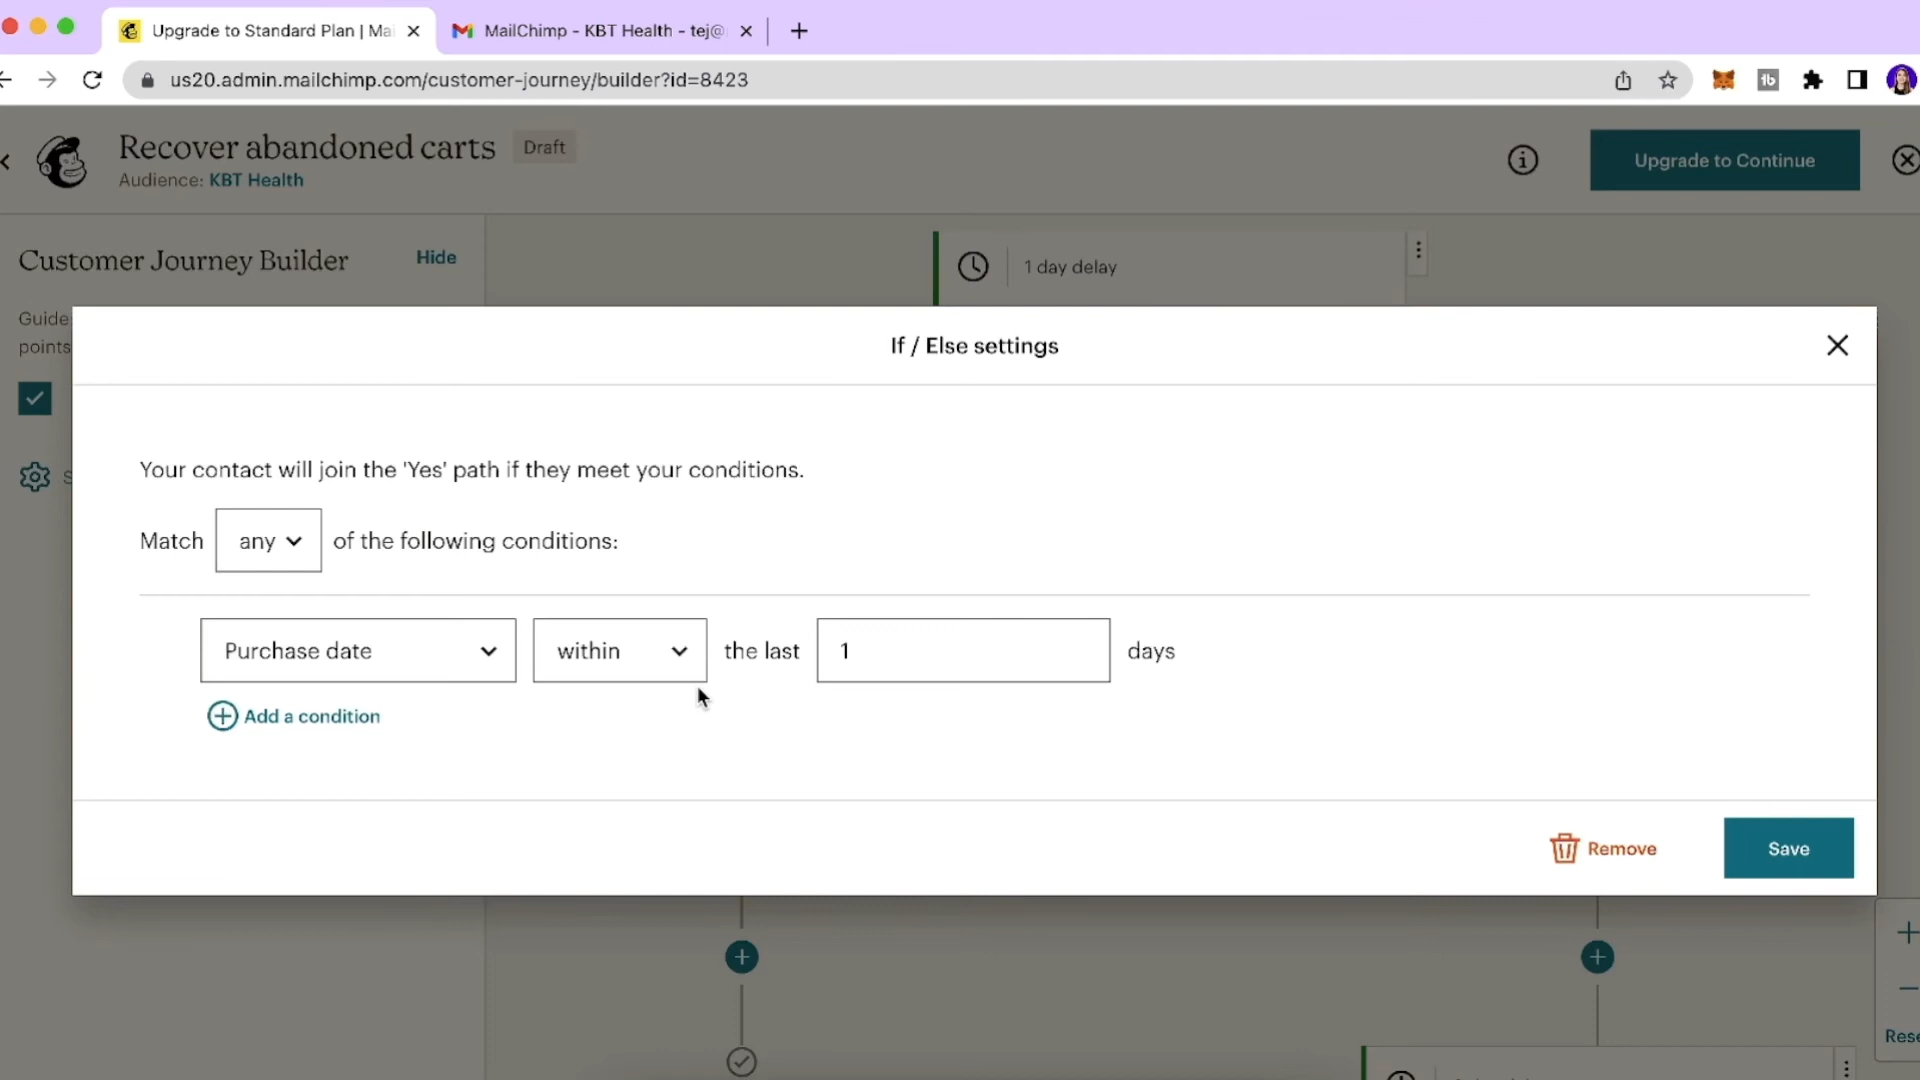 Upgrade to Standard Plan | Mai
MailChimp - KBT Health - tej@
us20.admin.mailchimp.com/customer-journey/builder?id=8423
Recover abandoned carts
Draft
Audience: KBT Health
Upgrade to Continue
Customer Journey Builder
Hide
1 day delay
Guide
points
If / Else settings
Your contact will join the 'Yes' path if they meet your conditions.
Match any of the following conditions:
Purchase date within the last 1 days
Add a condition
Remove
Save
Rese